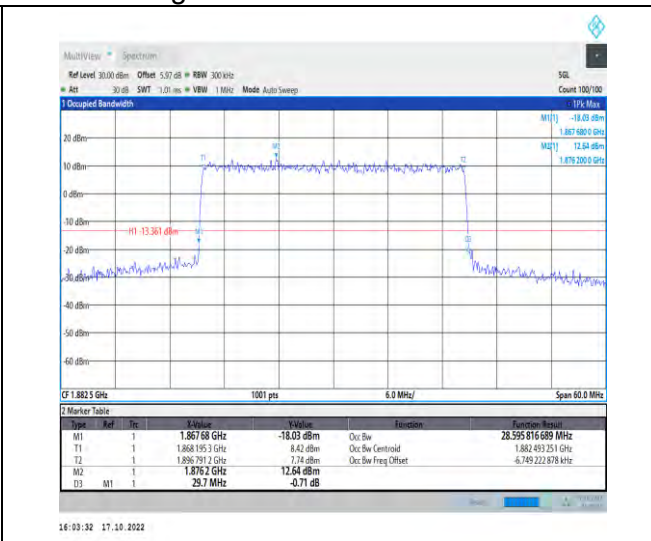 MultiView Spectrum
Ref Level 30.00 dBm Offset 5.97 dB RBW 300 kHz SGL
Att 30 dB SWT 1.01 ms VBW 1 MHz Mode Auto Sweep Count 100/100
1 Occupied Bandwidth 1Pk Max
M1[1] -18.03 dBm
1.867 680 0 GHz
20 dBm M2[1] 12.64 dBm
1.876 200 0 GHz
M2
T1 T2
10 dBm
0 dBm
-10 dBm
H1 -13.361 dBm M1
D3
-20 dBm
-30 dBm
-40 dBm
-50 dBm
-60 dBm
CF 1.882 5 GHz 1001 pts 6.0 MHz/ Span 60.0 MHz
2 Marker Table
Type Ref Trc X-Value Y-Value Function Function Result
M1 1 1.867 68 GHz -18.03 dBm Occ Bw 28.595 816 689 MHz
T1 1 1.868 195 3 GHz 8.42 dBm Occ Bw Centroid 1.882 493 251 GHz
T2 1 1.896 791 2 GHz 7.74 dBm Occ Bw Freq Offset -6.749 222 878 kHz
M2 1 1.876 2 GHz 12.64 dBm
D3 M1 1 29.7 MHz -0.71 dB
16:03:32 17.10.2022